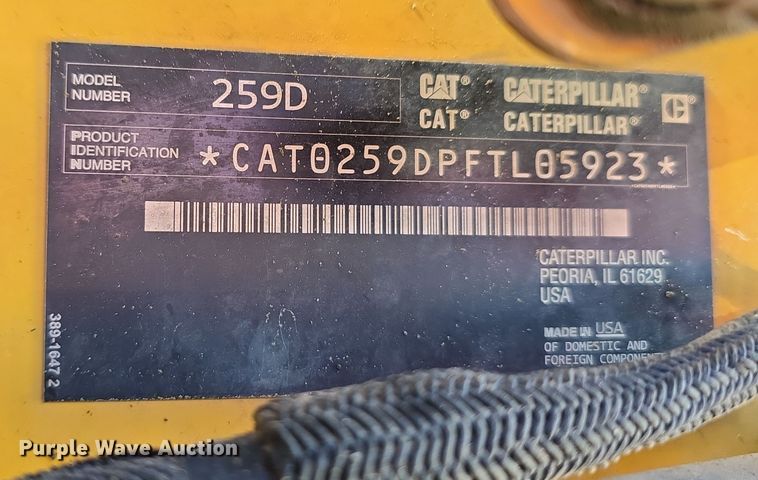 MODEL NUMBER 259D
CAT® CATERPILLAR® C®
CAT® CATERPILLAR®
PRODUCT IDENTIFICATION NUMBER *CAT0259DPFTL05923*
CATERPILLAR INC.
PEORIA, IL 61629
USA
MADE IN USA
OF DOMESTIC AND
FOREIGN COMPONENTS
389-1647 2
Purple Wave Auction